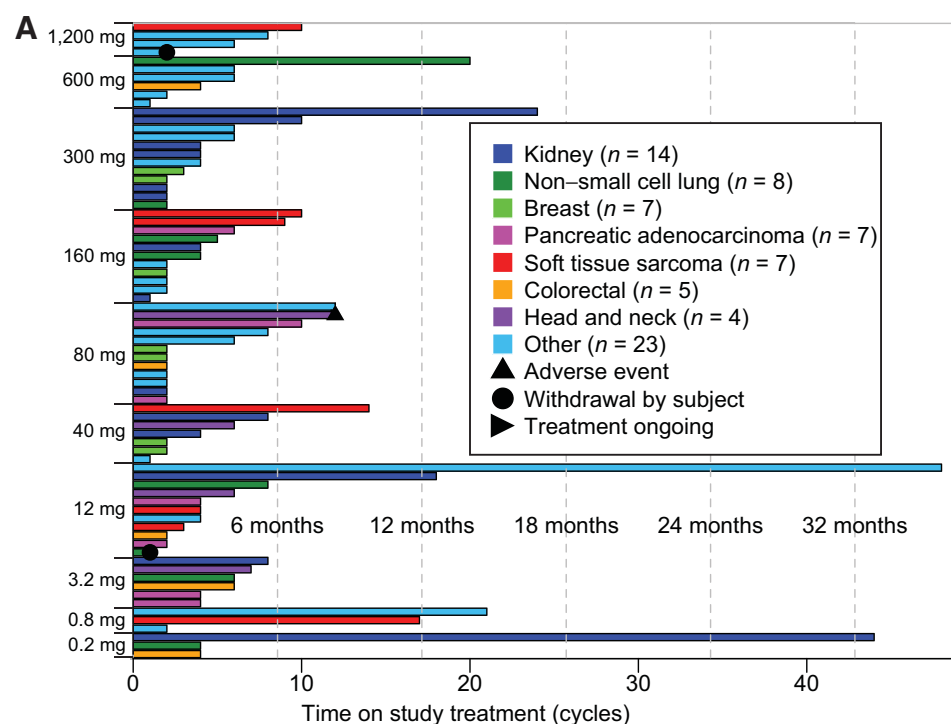 A
1,200 mg
600 mg
300 mg
160 mg
80 mg
40 mg
12 mg
3.2 mg
0.8 mg
0.2 mg
Kidney (n = 14)
Non–small cell lung (n = 8)
Breast (n = 7)
Pancreatic adenocarcinoma (n = 7)
Soft tissue sarcoma (n = 7)
Colorectal (n = 5)
Head and neck (n = 4)
Other (n = 23)
Adverse event
Withdrawal by subject
Treatment ongoing
6 months 12 months 18 months 24 months 32 months
0 10 20 30 40
Time on study treatment (cycles)